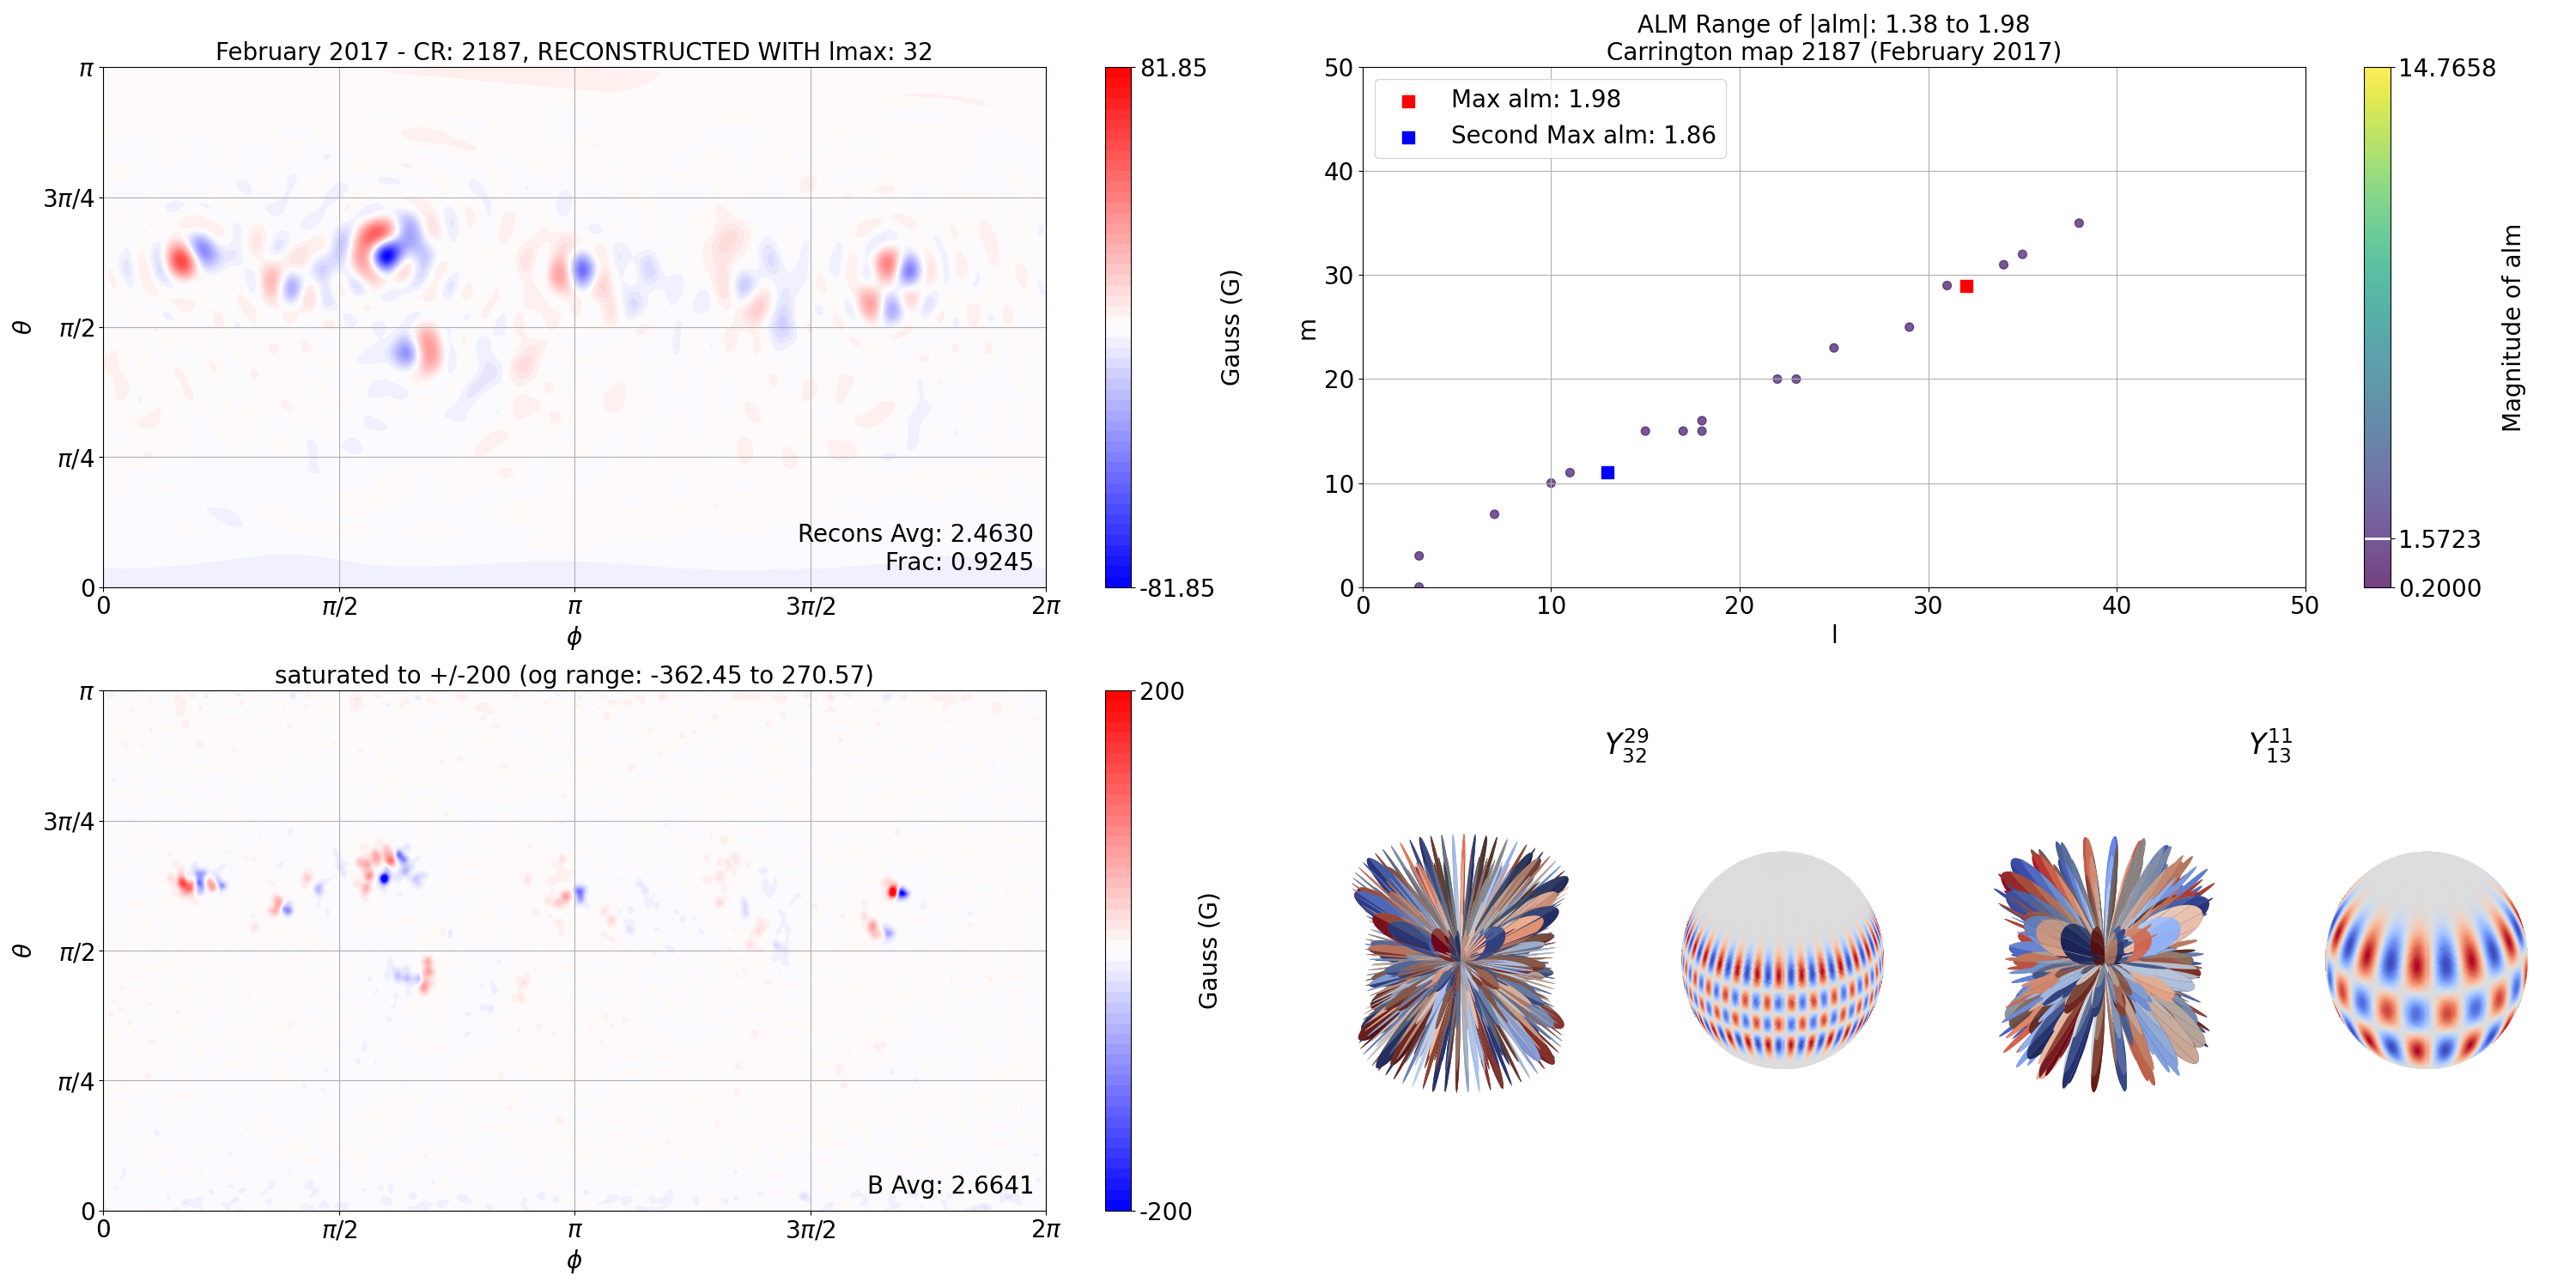 February 2017 - CR: 2187, RECONSTRUCTED WITH lmax: 32
π
3π/4
π/2
π/4
0
θ
0
π/2
π
3π/2
2π
ϕ
Recons Avg: 2.4630
Frac: 0.9245
81.85
-81.85
Gauss (G)
ALM Range of |alm|: 1.38 to 1.98
Carrington map 2187 (February 2017)
Max alm: 1.98
Second Max alm: 1.86
50
40
30
20
10
0
m
0
10
20
30
40
50
l
14.7658
1.5723
0.2000
Magnitude of alm
saturated to +/-200 (og range: -362.45 to 270.57)
π
3π/4
π/2
π/4
0
θ
0
π/2
π
3π/2
2π
ϕ
B Avg: 2.6641
200
-200
Gauss (G)
Y_{32}^{29}
Y_{13}^{11}